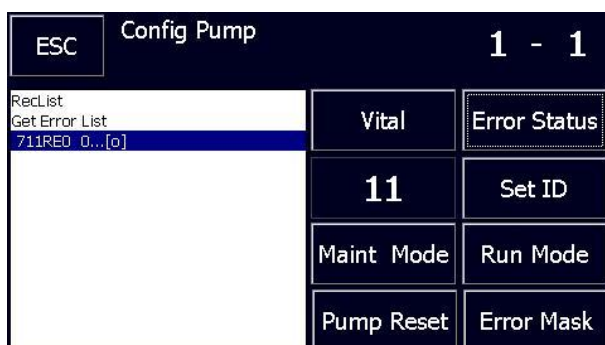 ESC
Config Pump
1 - 1
RecList
Get Error List
711RE0 0...[o]
Vital
Error Status
11
Set ID
Maint Mode
Run Mode
Pump Reset
Error Mask